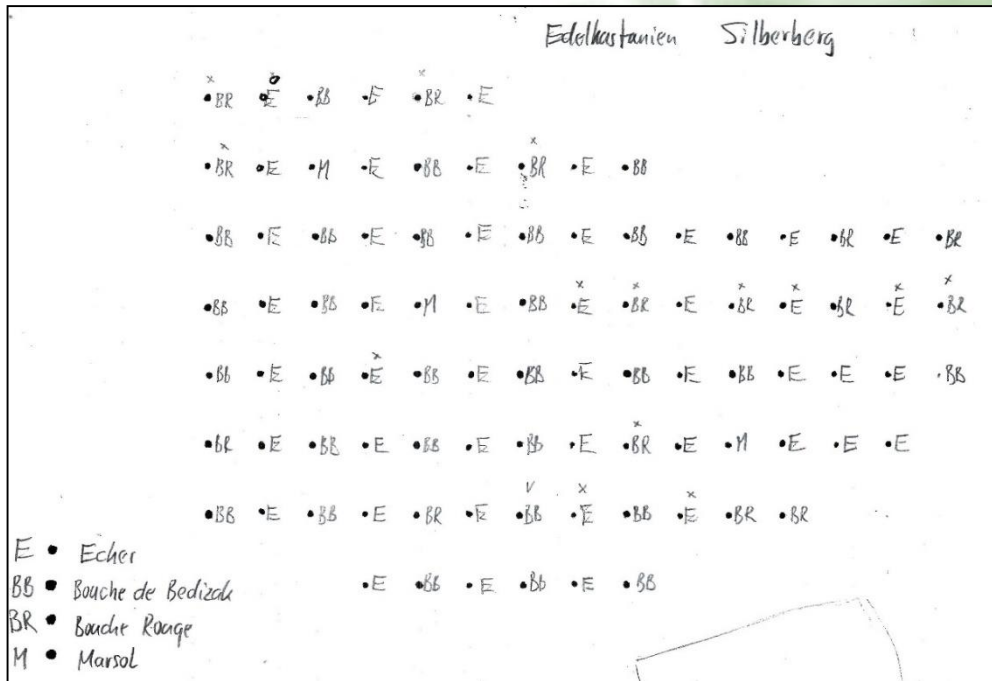 Edelkastanien Silberberg
x x
•BR •E •BB •E •BR •E
x x
•BR •E •M •E •BB •E •BR •E •BB
•BB •E •BB •E •BB •E •BB •E •BB •E •BB •E •BR •E •BR
x x x x x x
•BB •E •BB •E •M •E •BB •E •BR •E •BR •E •BR •E •BR
x
•BB •E •BB •E •BB •E •BB •E •BB •E •BB •E •E •E •BB
x
•BR •E •BB •E •BB •E •BB •E •BR •E •M •E •E •E
V x x
•BB •E •BB •E •BR •E •BB •E •BB •E •BR •BR
•E •BB •E •BB •E •BB
E • Echer
BB • Bouche de
BR • Bouche Rouge
M • Marsol